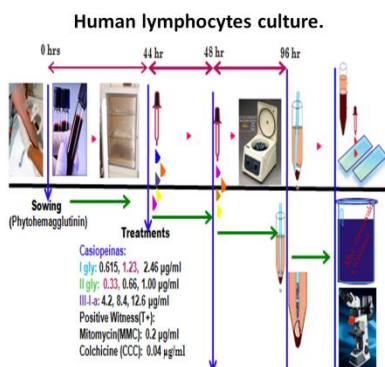 Human lymphocytes culture.
0 hrs
44 hr
48 hr
96 hr
Sowing
(Phytohemagglutinin)
Treatments
Casiopeinas:
I gly: 0.615, 1.23, 2.46 µg/ml
II gly: 0.33, 0.66, 1.00 µg/ml
III-I-a: 4.2, 8.4, 12.6 µg/ml
Positive Witness(T+):
Mitomycin(MMC): 0.2 µg/ml
Colchicine (CCC): 0.04 µg/ml